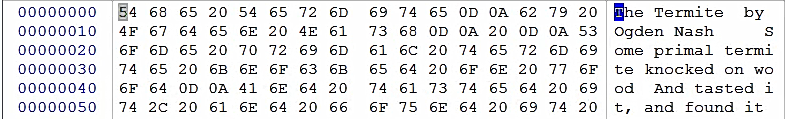 00000000 54 68 65 20 54 65 72 6D 69 74 65 0D 0A 62 79 20 The Termite  by
00000010 4F 67 64 65 6E 20 4E 61 73 68 0D 0A 20 0D 0A 53 Ogden Nash   S
00000020 6F 6D 65 20 70 72 69 6D 61 6C 20 74 65 72 6D 69 ome primal termi
00000030 74 65 20 6B 6E 6F 63 6B 65 64 20 6F 6E 20 77 6F te knocked on wo
00000040 6F 64 0D 0A 41 6E 64 20 74 61 73 74 65 64 20 69 od  And tasted i
00000050 74 2C 20 61 6E 64 20 66 6F 75 6E 64 20 69 74 20 t, and found it